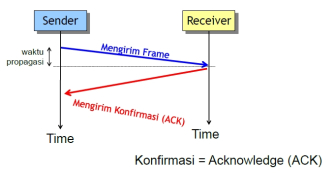 Sender
Receiver
waktu
propagasi
Mengirim Frame
Mengirim Konfirmasi (ACK)
Time
Time
Konfirmasi = Acknowledge (ACK)